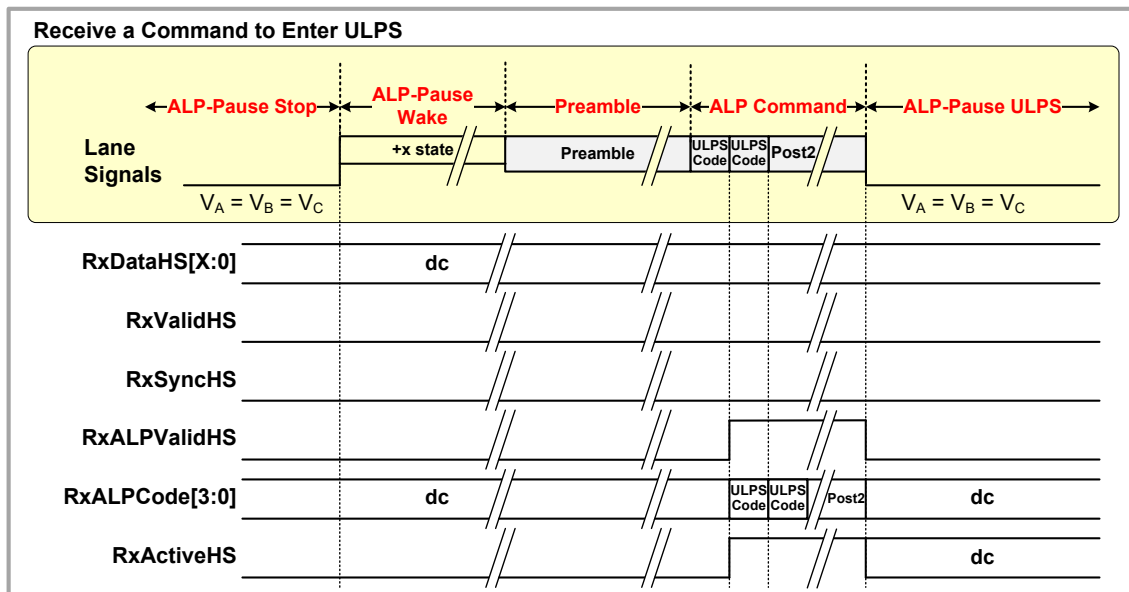 Receive a Command to Enter ULPS
ALP-Pause Stop
ALP-Pause
Wake
Preamble
ALP Command
ALP-Pause ULPS
Lane
Signals
+x state
Preamble
ULPS
Code
ULPS
Code
Post2
VA = VB = VC
VA = VB = VC
RxDataHS[X:0]
dc
RxValidHS
RxSyncHS
RxALPValidHS
RxALPCode[3:0]
dc
ULPS
Code
ULPS
Code
Post2
dc
RxActiveHS
dc